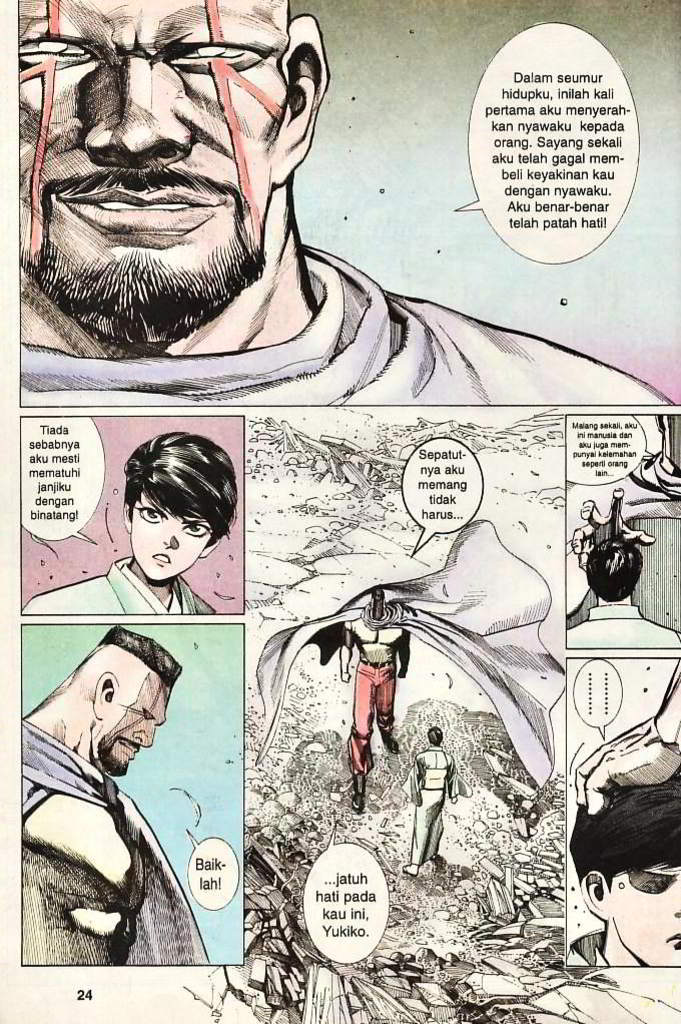 Dalam seumur
hidupku, inilah kali
pertama aku menyerah-
kan nyawaku kepada
orang. Sayang sekali
aku telah gagal mem-
beli keyakinan kau
dengan nyawaku.
Aku benar-benar
telah patah hati!
Tiada
sebabnya
aku mesti
mematuhi
janjiku
dengan
binatang!
Baik-
lah!
Sepatut-
nya aku
memang
tidak
harus...
...jatuh
hati pada
kau ini,
Yukiko.
Malang sekali, aku
ini manusia dan
aku juga mem-
punyai kelemahan
seperti orang
lain...
24